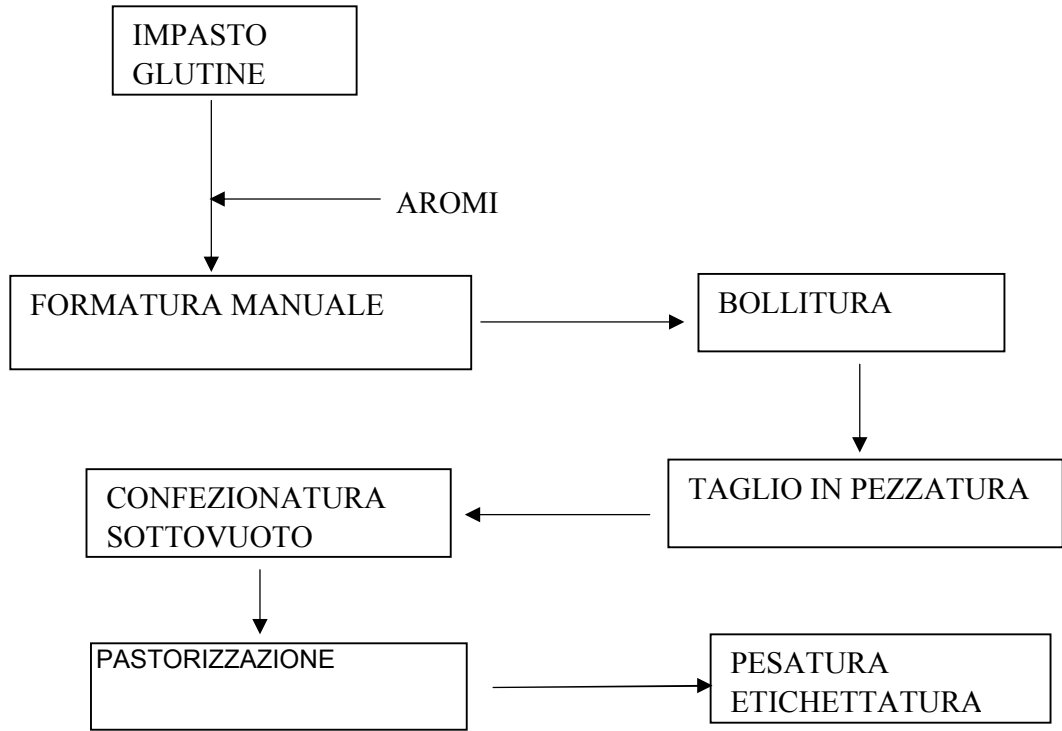 IMPASTO
GLUTINE
AROMI
FORMATURA MANUALE
BOLLITURA
TAGLIO IN PEZZATURA
CONFEZIONATURA
SOTTOVUOTO
PASTORIZZAZIONE
PESATURA
ETICHETTATURA